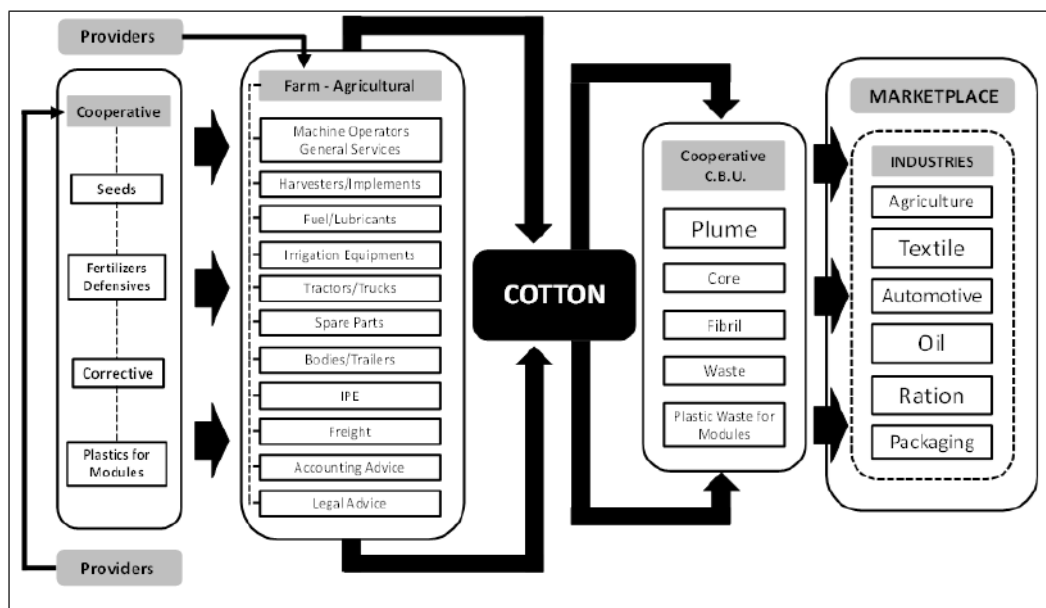 Providers
Cooperative
Seeds
Fertilizers
Defensives
Corrective
Plastics for
Modules
Providers
Farm - Agricultural
Machine Operators
General Services
Harvesters/Implements
Fuel/Lubricants
Irrigation Equipments
Tractors/Trucks
Spare Parts
Bodies/Trailers
IPE
Freight
Accounting Advice
Legal Advice
COTTON
Cooperative
C.B.U.
Plume
Core
Fibril
Waste
Plastic Waste for
Modules
MARKETPLACE
INDUSTRIES
Agriculture
Textile
Automotive
Oil
Ration
Packaging